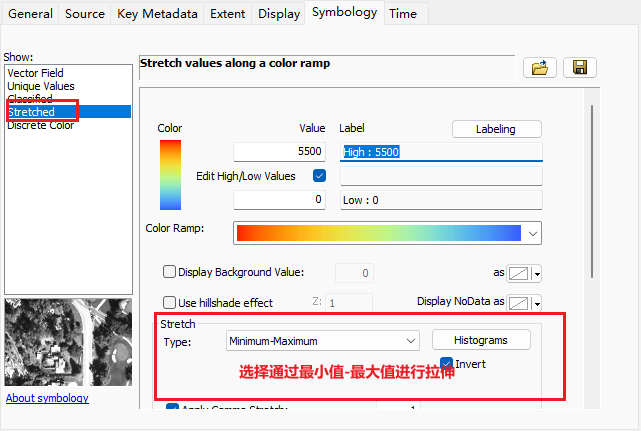 General Source Key Metadata Extent Display Symbology Time
Show:
Vector Field
Unique Values
Classified
Stretched
Discrete Color
About symbology
Stretch values along a color ramp
Color Value Label Labeling
5500 High : 5500
Edit High/Low Values
0 Low : 0
Color Ramp:
Display Background Value: 0 as
Use hillshade effect Z: 1 Display NoData as
Stretch
Type: Minimum-Maximum Histograms
Invert
选择通过最小值-最大值进行拉伸
Apply Gamma Stretch: 1